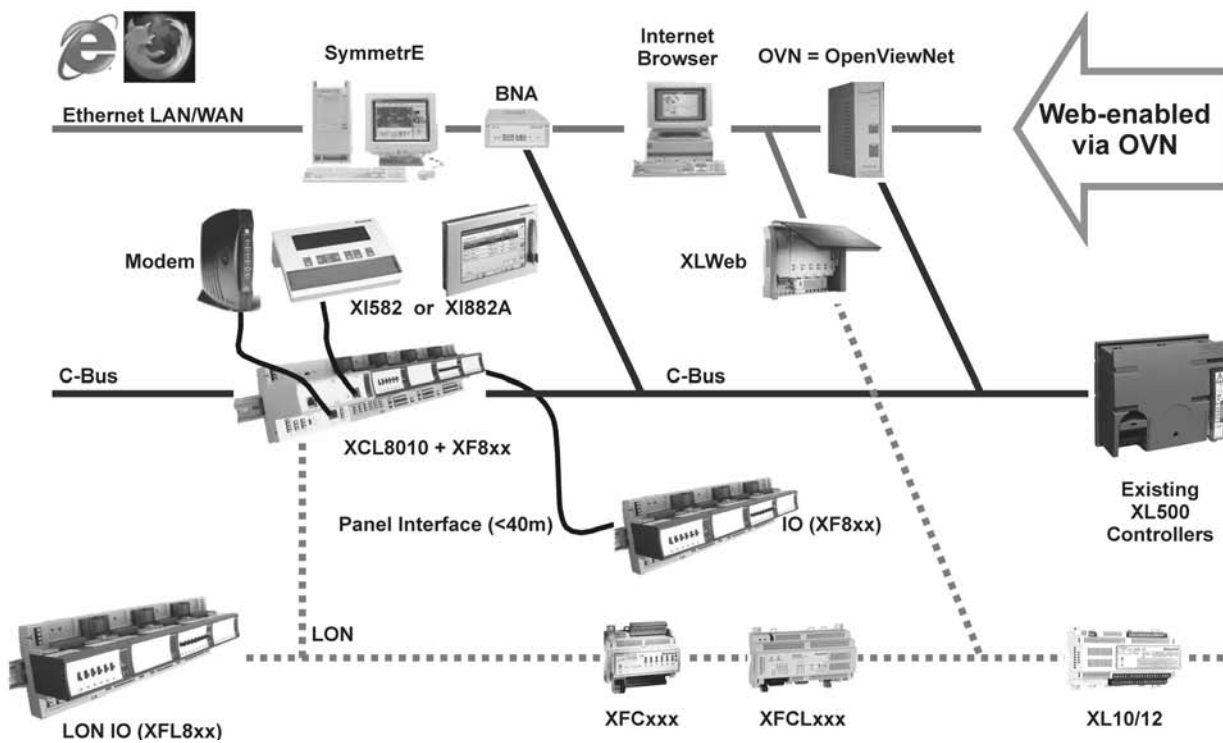 SymmetrE
Internet
Browser
OVN = OpenViewNet
Ethernet LAN/WAN
BNA
Web-enabled
via OVN
Modem
XI582 or XI882A
XLWeb
C-Bus
C-Bus
XCL8010 + XF8xx
Panel Interface (<40m)
IO (XF8xx)
Existing
XL500
Controllers
LON
LON IO (XFL8xx)
XFCxxx
XFCLxxx
XL10/12